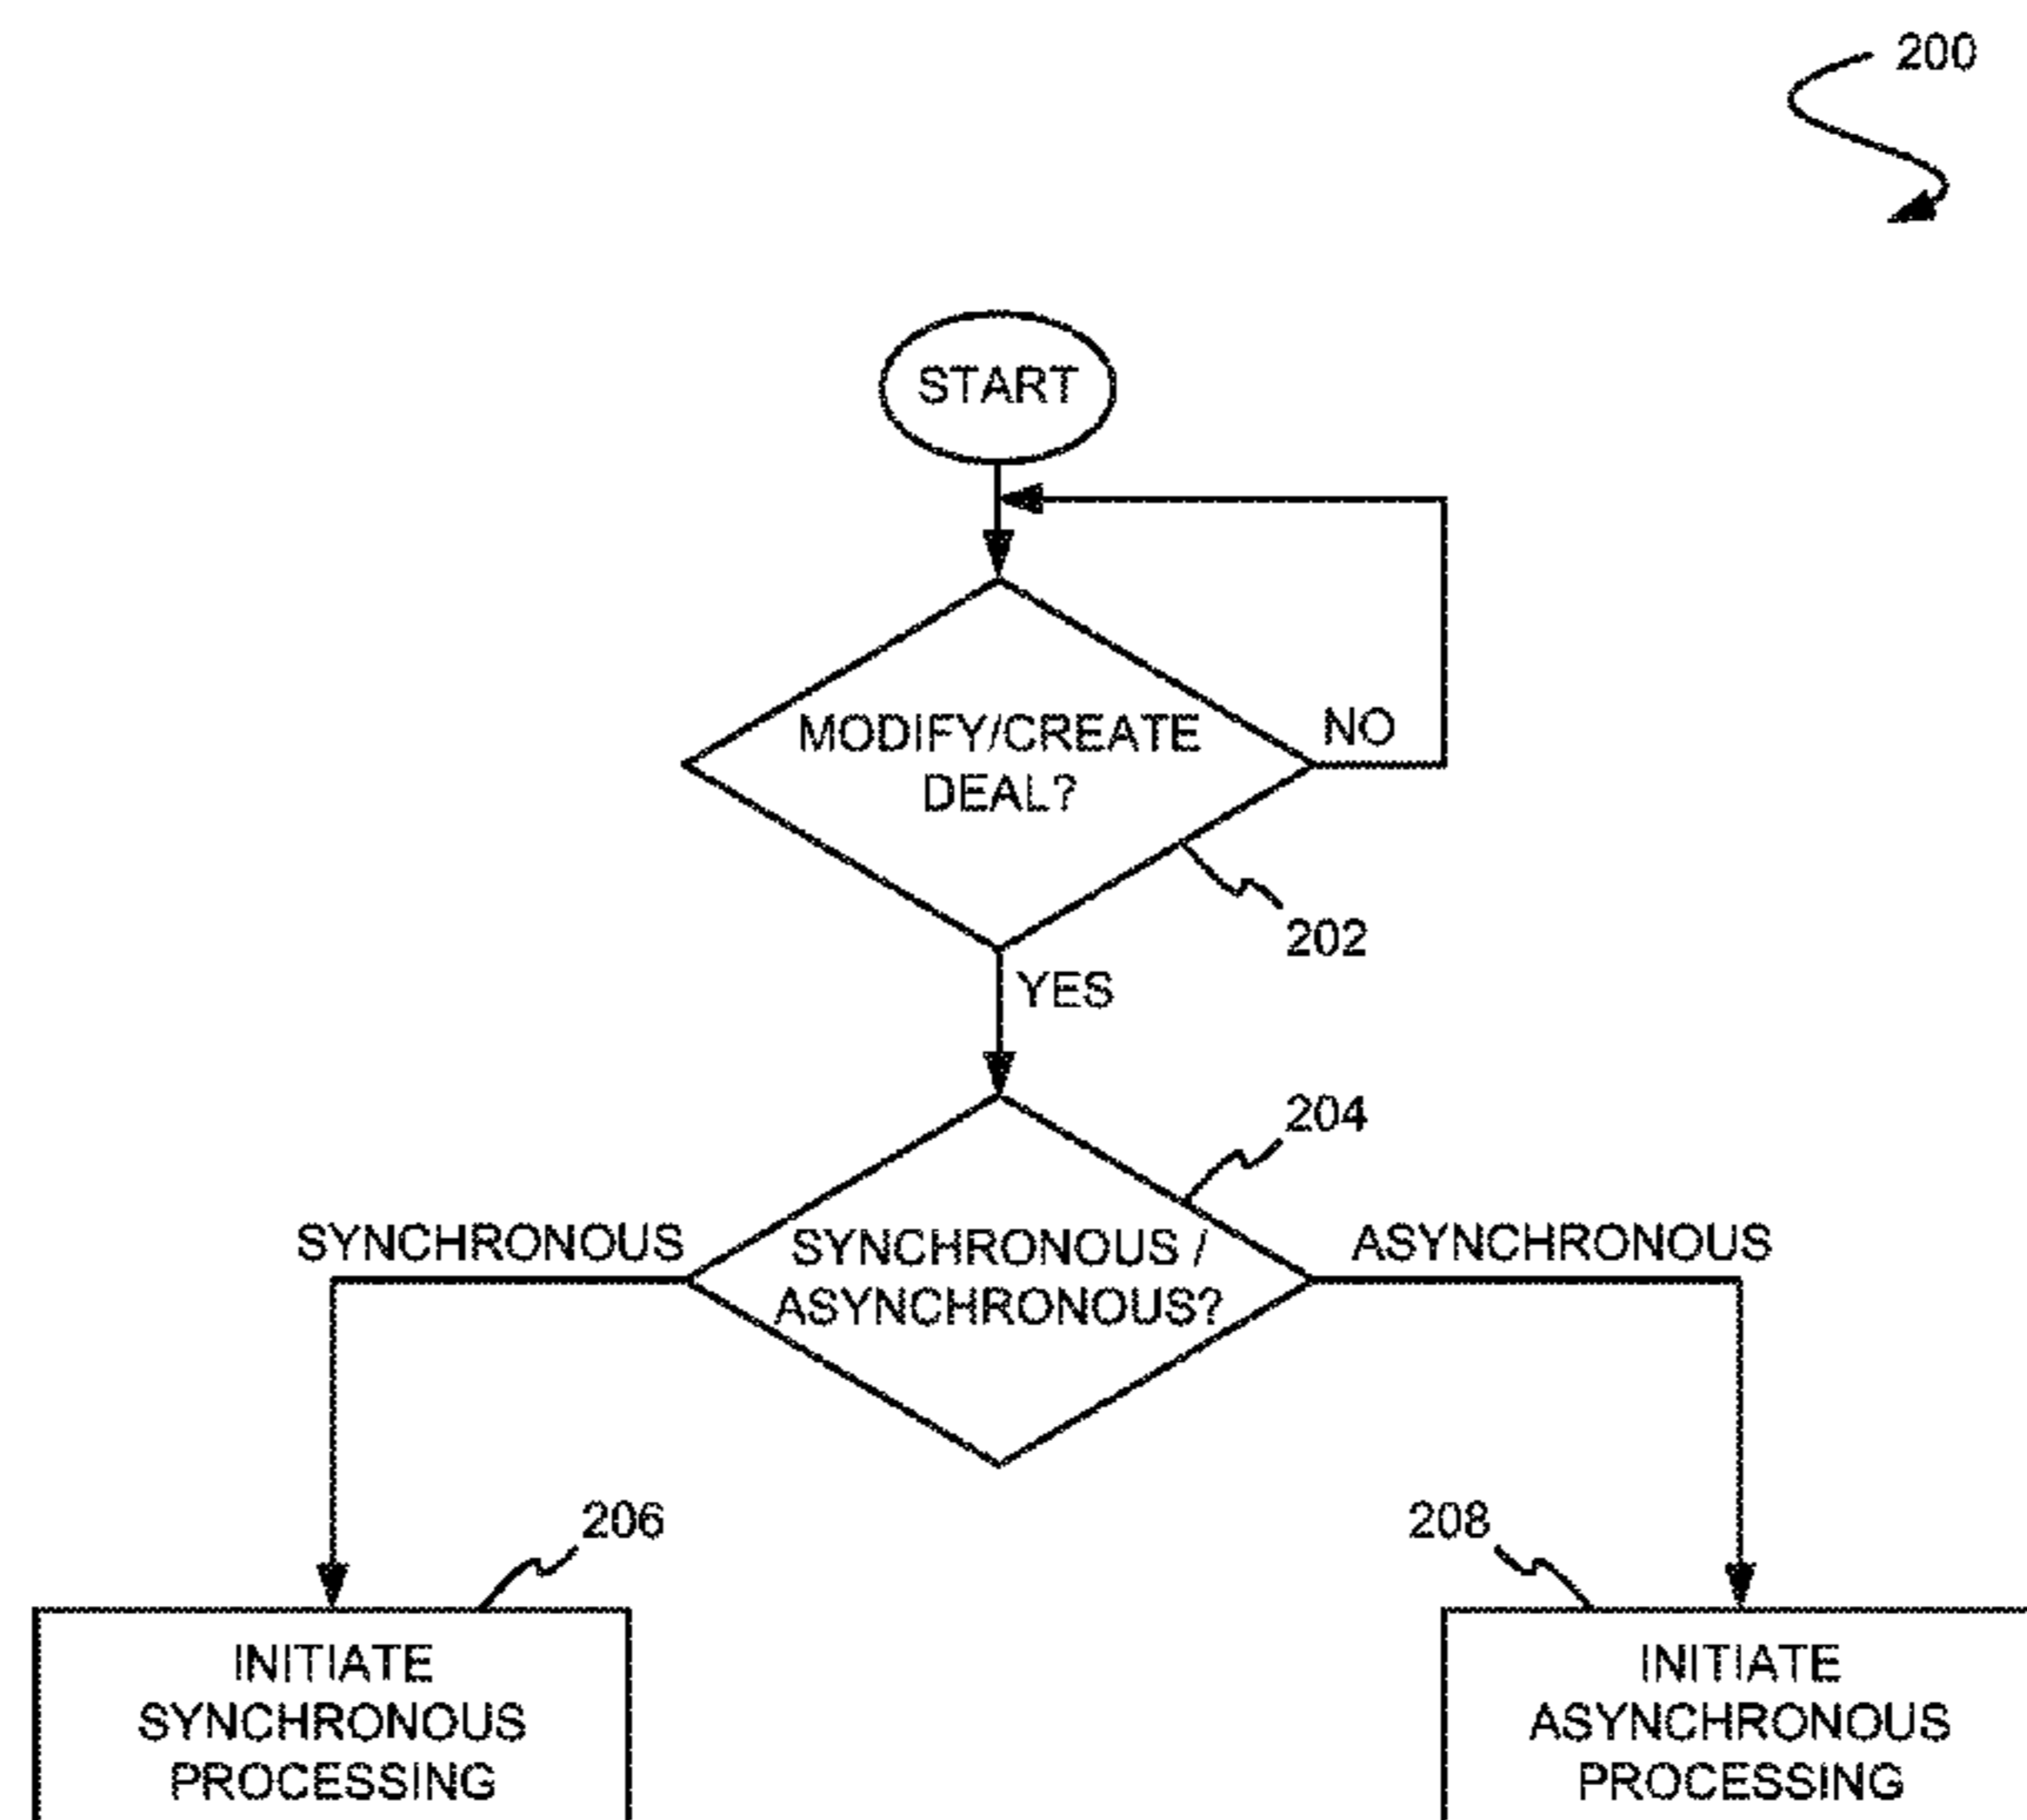 200
START
MODIFY/CREATE
DEAL?
NO
202
YES
204
SYNCHRONOUS
SYNCHRONOUS /
ASYNCHRONOUS?
ASYNCHRONOUS
206
208
INITIATE
SYNCHRONOUS
PROCESSING
INITIATE
ASYNCHRONOUS
PROCESSING